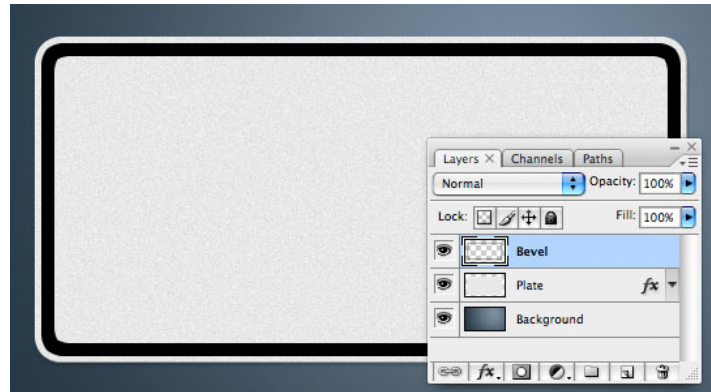 Layers × Channels Paths
Normal Opacity: 100%
Lock: Fill: 100%
Bevel
Plate fx
Background
fx.